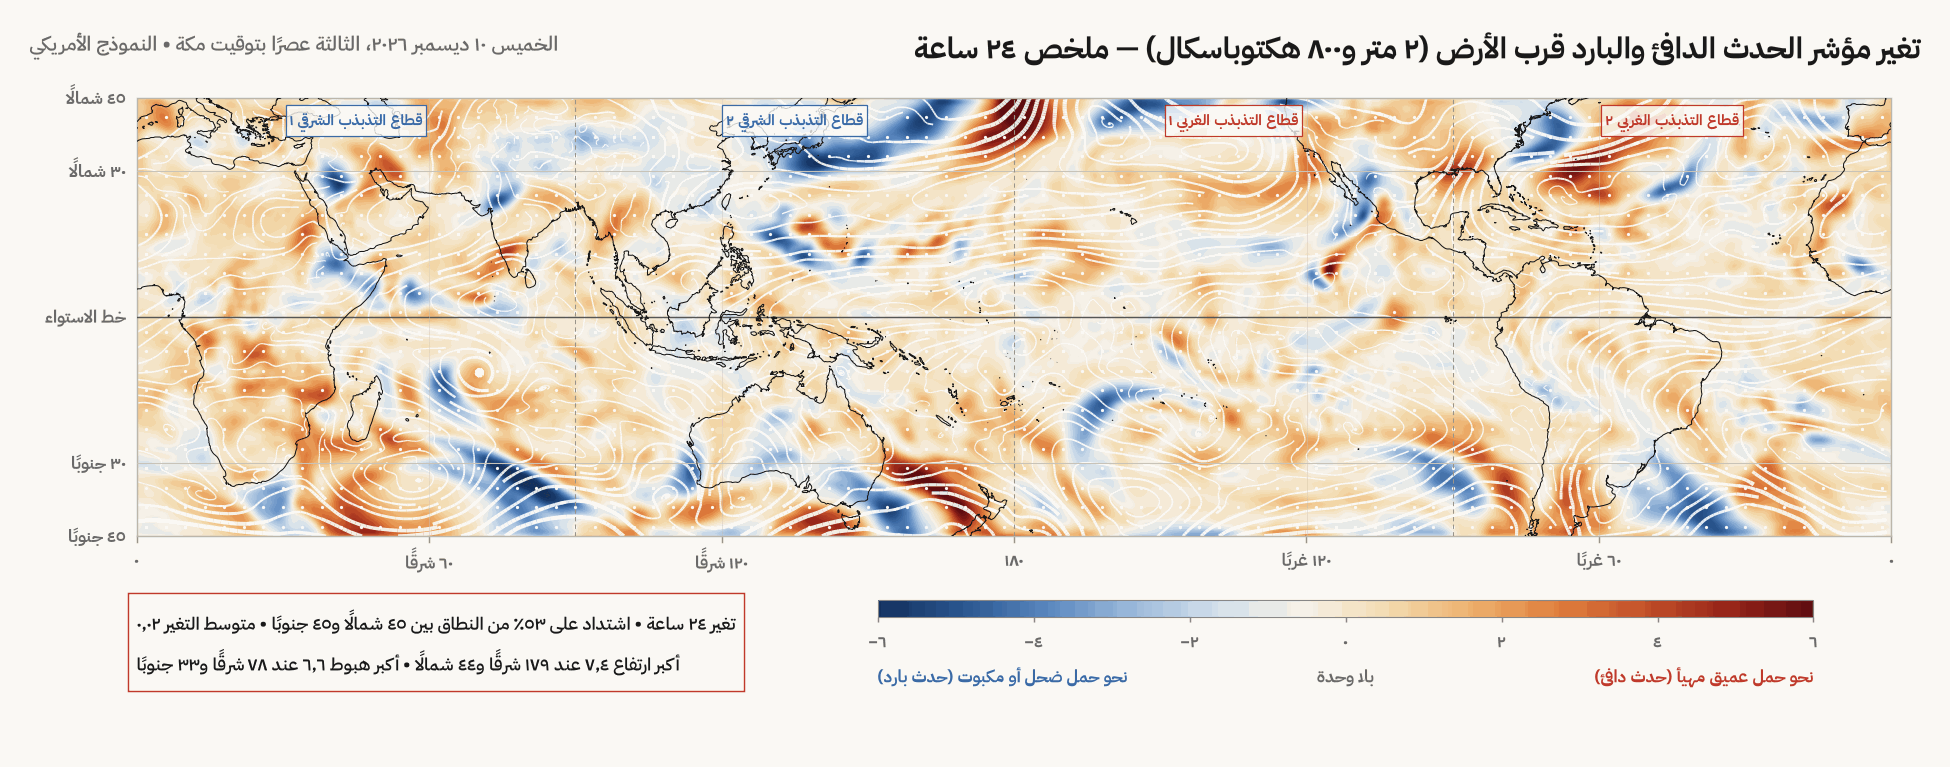 تغير مؤشر الحدث الدافئ والبارد قرب الأرض (٢ متر و٨٠٠ هكتوباسكال) — ملخص ٢٤ ساعة
الخميس ١٠ ديسمبر ٢٠٢٦، الثالثة عصرًا بتوقيت مكة • النموذج الأمريكي
قطاع التذبذب الشرقي ١
قطاع التذبذب الشرقي ٢
قطاع التذبذب الغربي ١
قطاع التذبذب الغربي ٢
٤٥ شمالًا
٣٠ شمالًا
خط الاستواء
٣٠ جنوبًا
٤٥ جنوبًا
٠
٦٠ شرقًا
١٢٠ شرقًا
١٨٠
١٢٠ غربًا
٦٠ غربًا
٠
تغير ٢٤ ساعة • اشتداد على ٥٣٪ من النطاق بين ٤٥ شمالًا و٤٥ جنوبًا • متوسط التغير ٠,٠٢
أكبر ارتفاع ٧,٤ عند ١٧٩ شرقًا و٤٤ شمالًا • أكبر هبوط ٦,٦ عند ٧٨ شرقًا و٣٣ جنوبًا
−٦
−٤
−٢
٠
٢
٤
٦
نحو حمل عميق مهيأ (حدث دافئ)
بلا وحدة
نحو حمل ضحل أو مكبوت (حدث بارد)